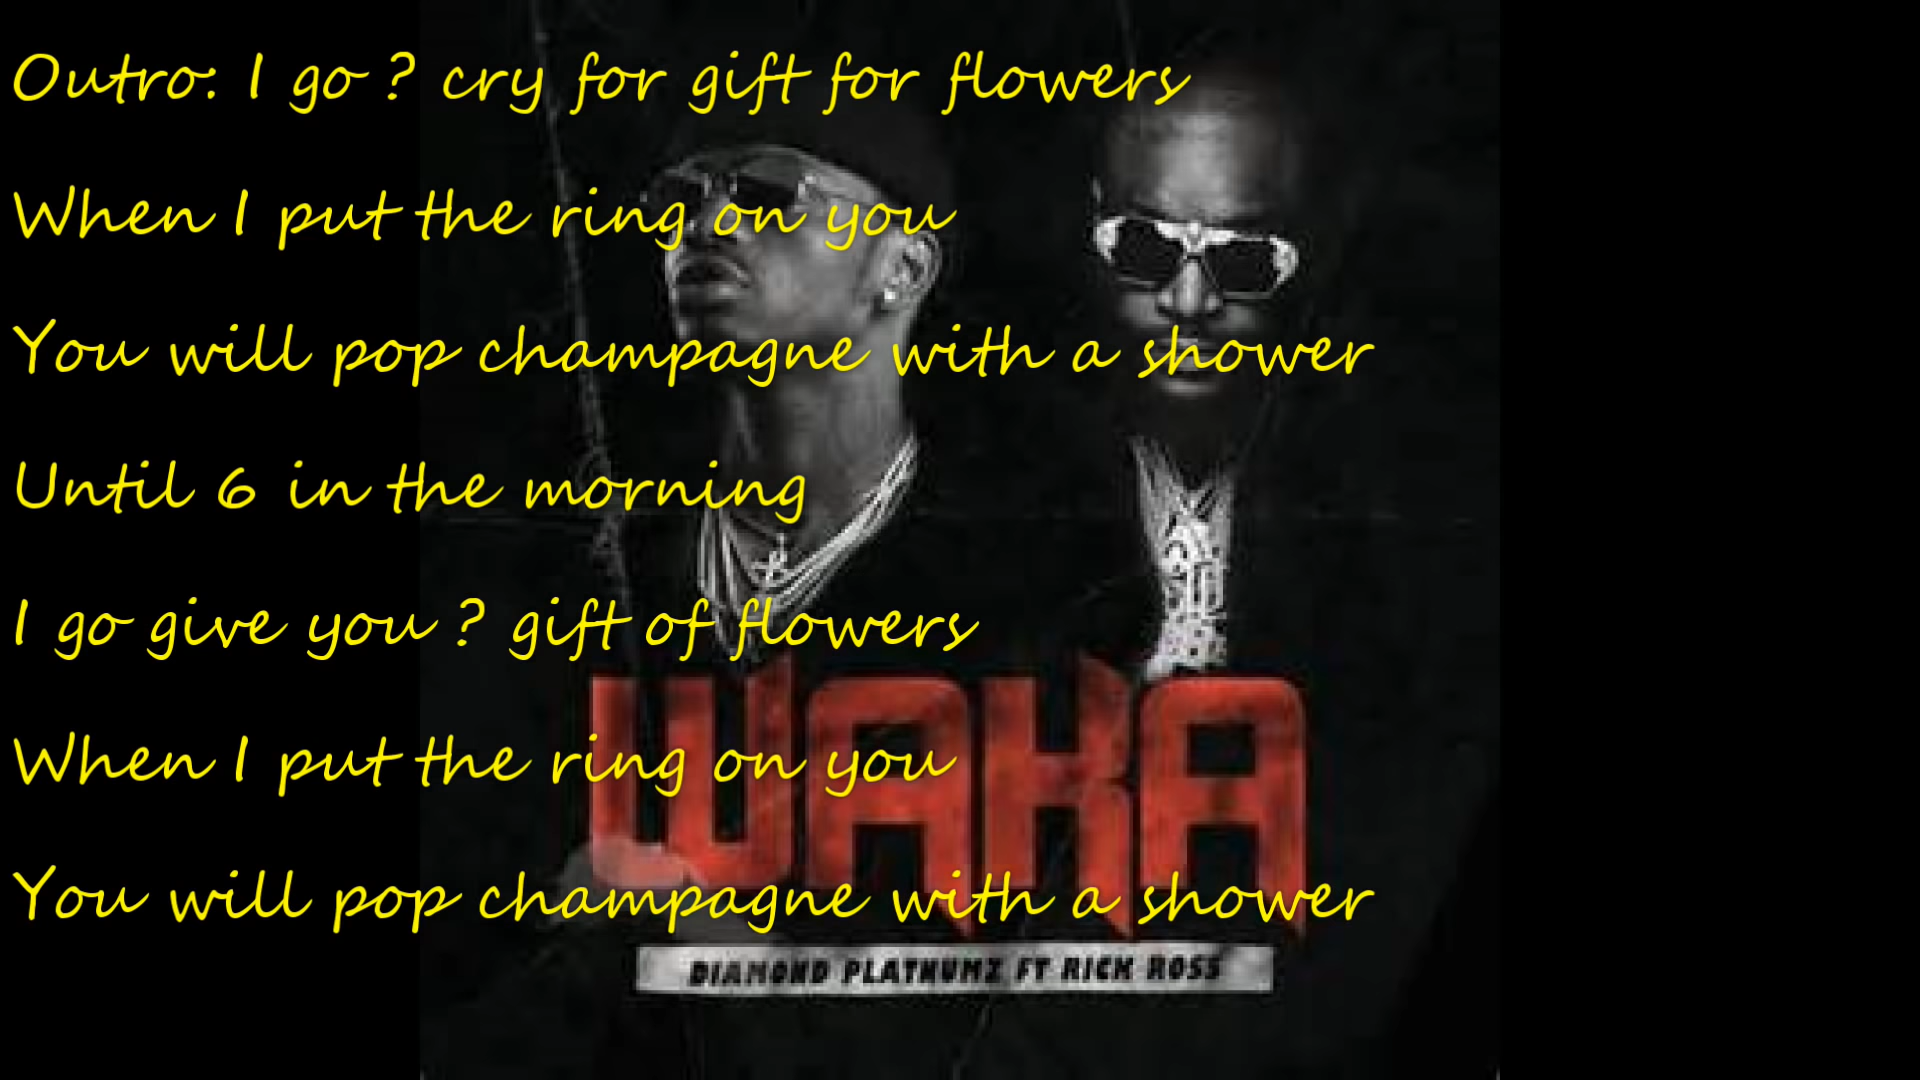 Outro: I go ? cry for gift for flowers
When I put the ring on you
You will pop champagne with a shower
Until 6 in the morning
I go give you ? gift of flowers
When I put the ring on you
You will pop champagne with a shower
WAKA
DIAMOND PLATNUMZ FT RICK ROSS